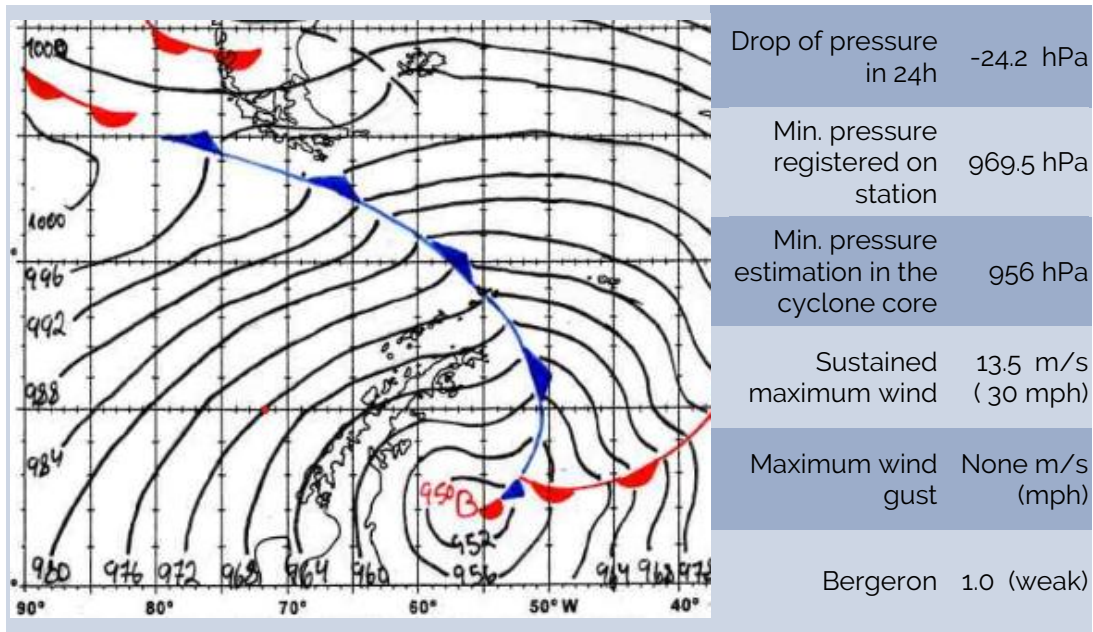 1000
1000
996
992
988
984
950B
952
980 976 972 968 964 960 956 964 968 972
90° 80° 70° 60° 50°W 40°
Drop of pressure
in 24h
-24.2 hPa
Min. pressure
registered on
station
969.5 hPa
Min. pressure
estimation in the
cyclone core
956 hPa
Sustained
maximum wind
13.5 m/s
( 30 mph)
Maximum wind
gust
None m/s
(mph)
Bergeron
1.0 (weak)